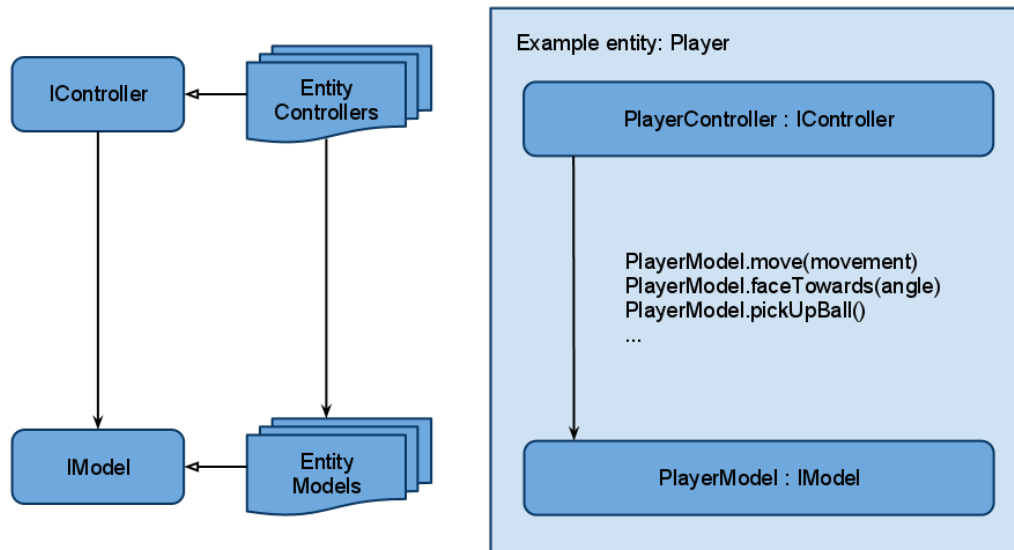 IController
Entity
Controllers
IModel
Entity
Models
Example entity: Player
PlayerController : IController
PlayerModel.move(movement)
PlayerModel.faceTowards(angle)
PlayerModel.pickUpBall()
...
PlayerModel : IModel